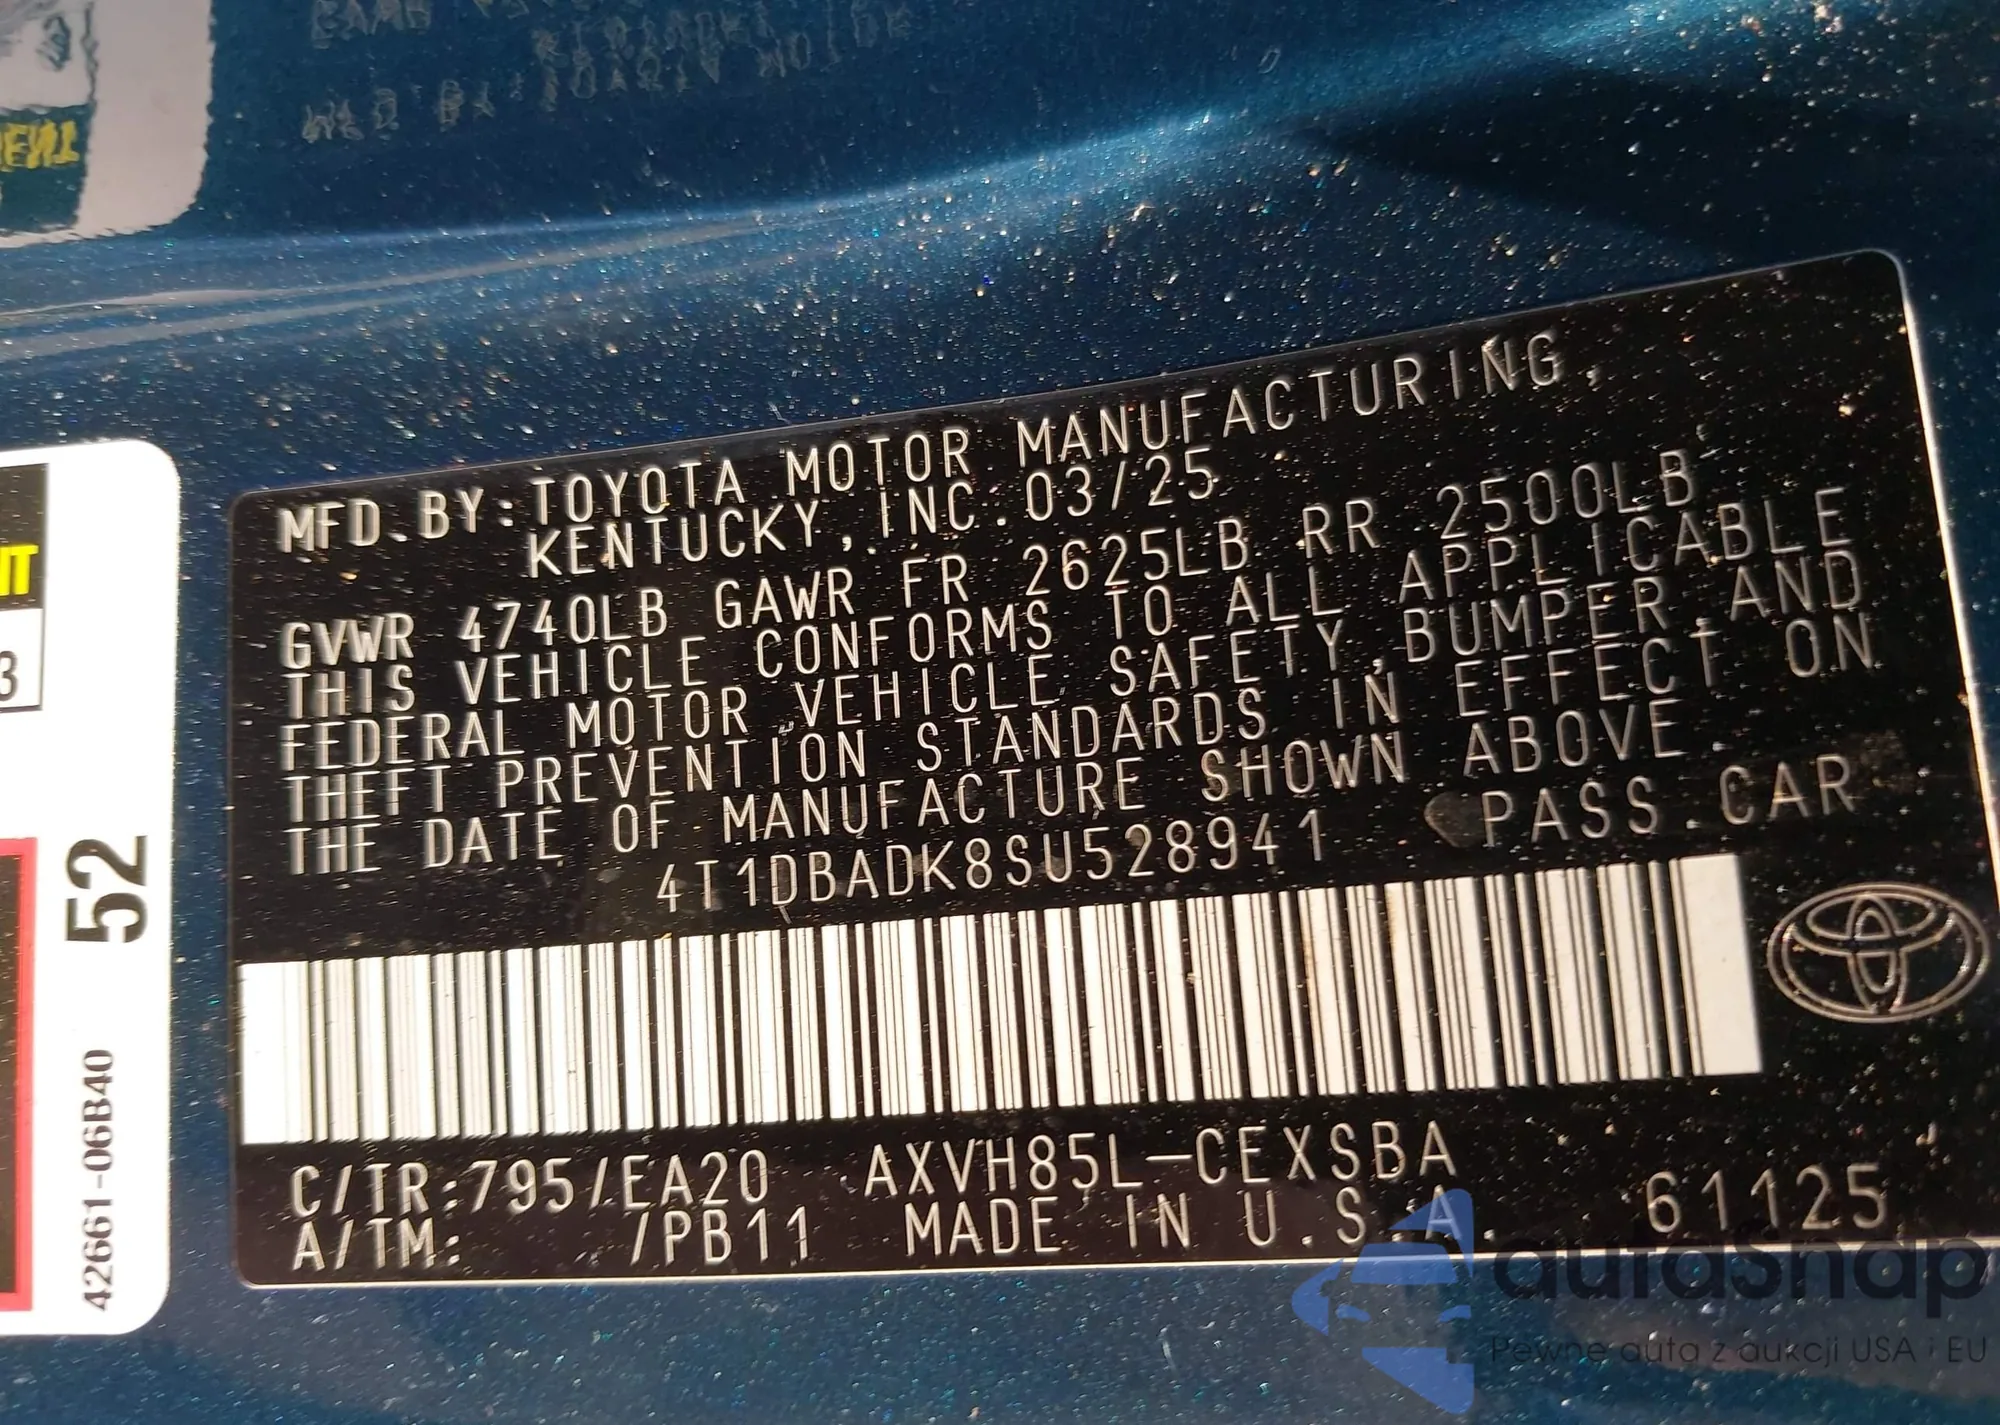 IT
3
52
42661-06B40
MFD. BY: TOYOTA MOTOR MANUFACTURING,
KENTUCKY, INC. 03/25
GVWR 4740LB GAWR FR 2625LB RR 2500LB
THIS VEHICLE CONFORMS TO ALL APPLICABLE
FEDERAL MOTOR VEHICLE SAFETY, BUMPER, AND
THEFT PREVENTION STANDARDS IN EFFECT ON
THE DATE OF MANUFACTURE SHOWN ABOVE.
4T1DBADK8SU528941 PASS. CAR
C/TR: 795/EA20 AXVH85L-CEXSBA
A/TM: /PB11 MADE IN U.S.A. 61125
autaSnap
Pewne auta z aukcji USA i EU